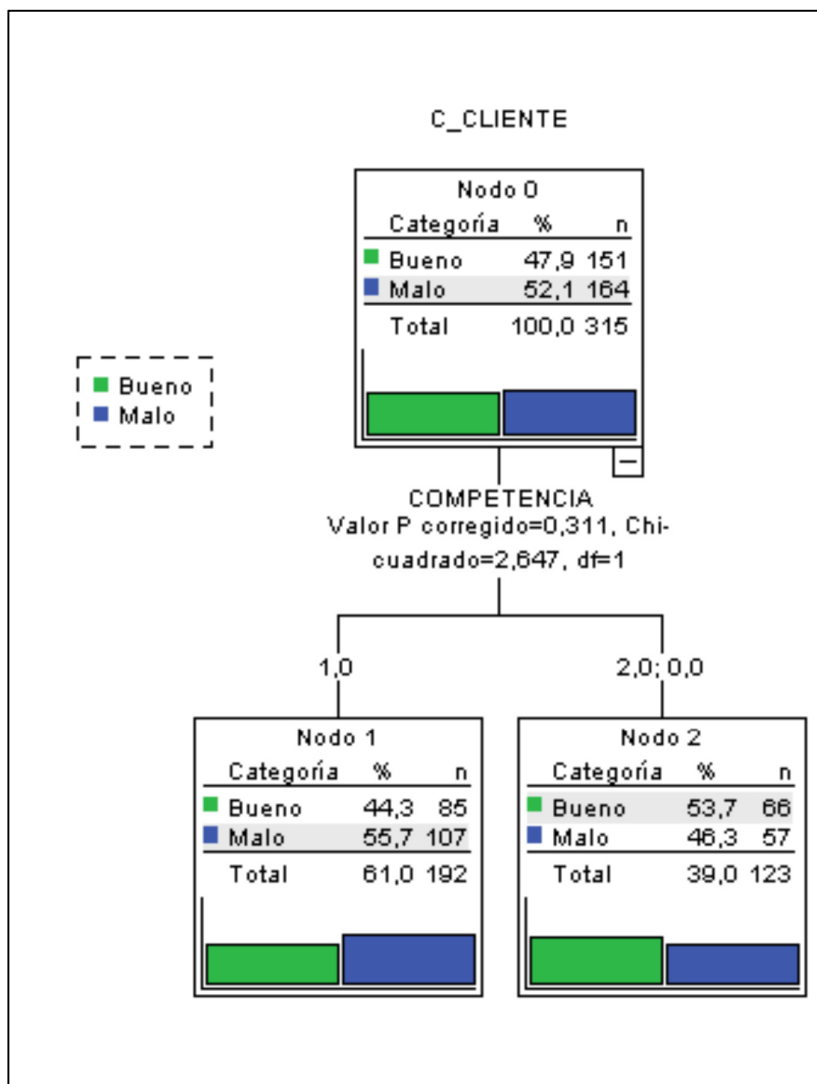 C_CLIENTE
Nodo 0
Categoría % n
Bueno 47,9 151
Malo 52,1 164
Total 100,0 315
Bueno
Malo
COMPETENCIA
Valor P corregido=0,311, Chi-
cuadrado=2,647, df=1
1,0
2,0; 0,0
Nodo 1
Categoría % n
Bueno 44,3 85
Malo 55,7 107
Total 61,0 192
Nodo 2
Categoría % n
Bueno 53,7 66
Malo 46,3 57
Total 39,0 123